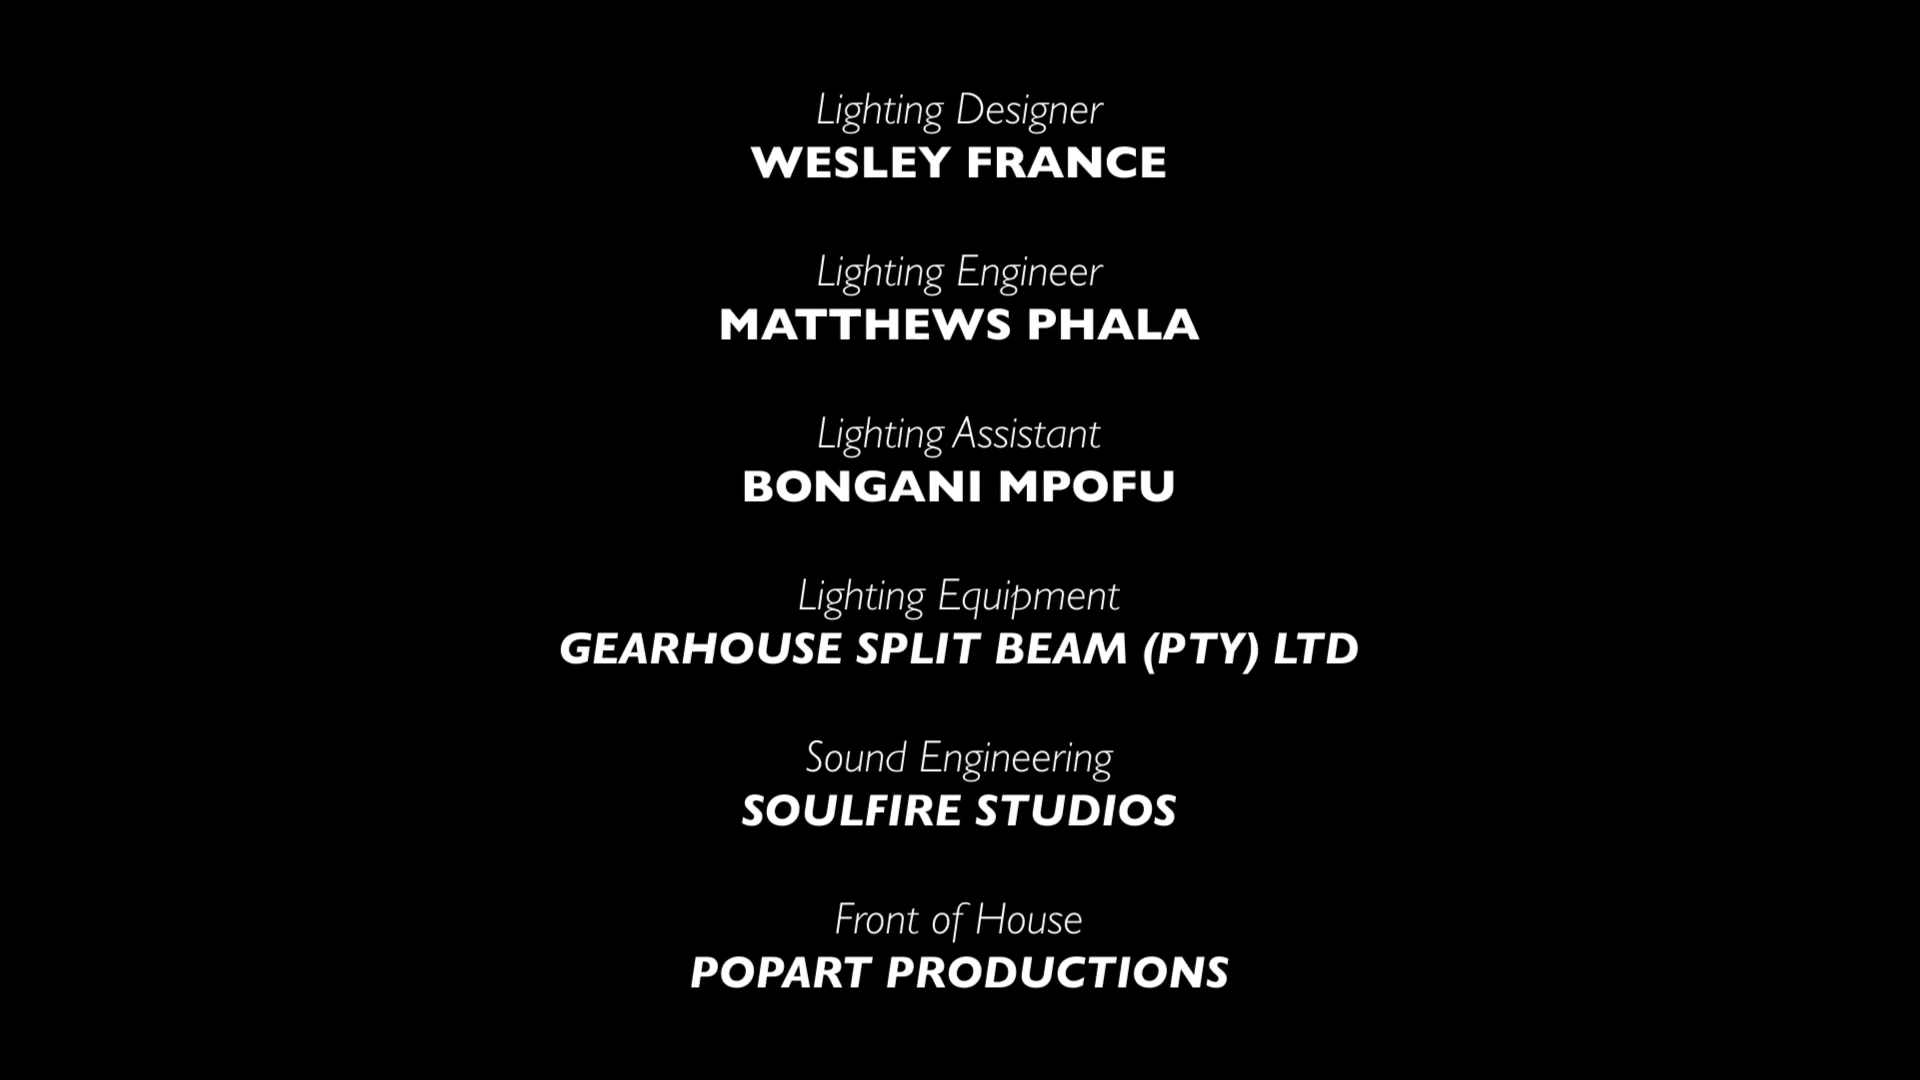 Lighting Designer
WESLEY FRANCE
Lighting Engineer
MATTHEWS PHALA
Lighting Assistant
BONGANI MPOFU
Lighting Equipment
GEARHOUSE SPLIT BEAM (PTY) LTD
Sound Engineering
SOULFIRE STUDIOS
Front of House
POPART PRODUCTIONS